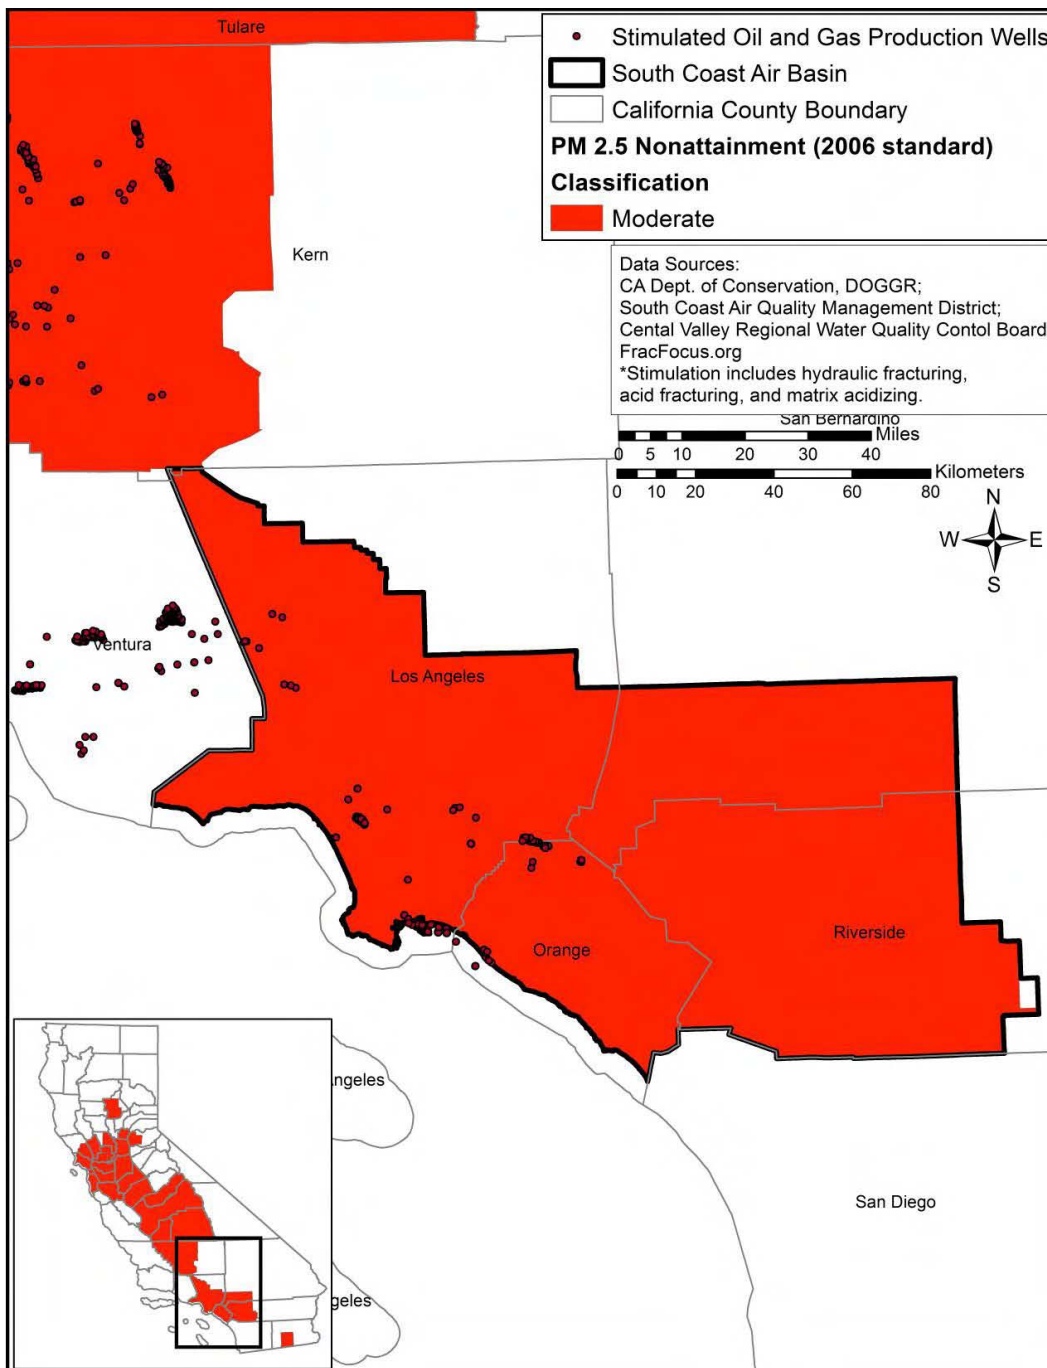 Tulare
Stimulated Oil and Gas Production Wells
South Coast Air Basin
California County Boundary
PM 2.5 Nonattainment (2006 standard)
Classification
Moderate
Kern
Data Sources:
CA Dept. of Conservation, DOGGR;
South Coast Air Quality Management District;
Cental Valley Regional Water Quality Contol Board
FracFocus.org
*Stimulation includes hydraulic fracturing,
acid fracturing, and matrix acidizing.
San Bernardino
Miles
0 5 10 20 30 40
Kilometers
0 10 20 40 60 80
N
W E
S
Ventura
Los Angeles
Orange
Riverside
Angeles
San Diego
geles